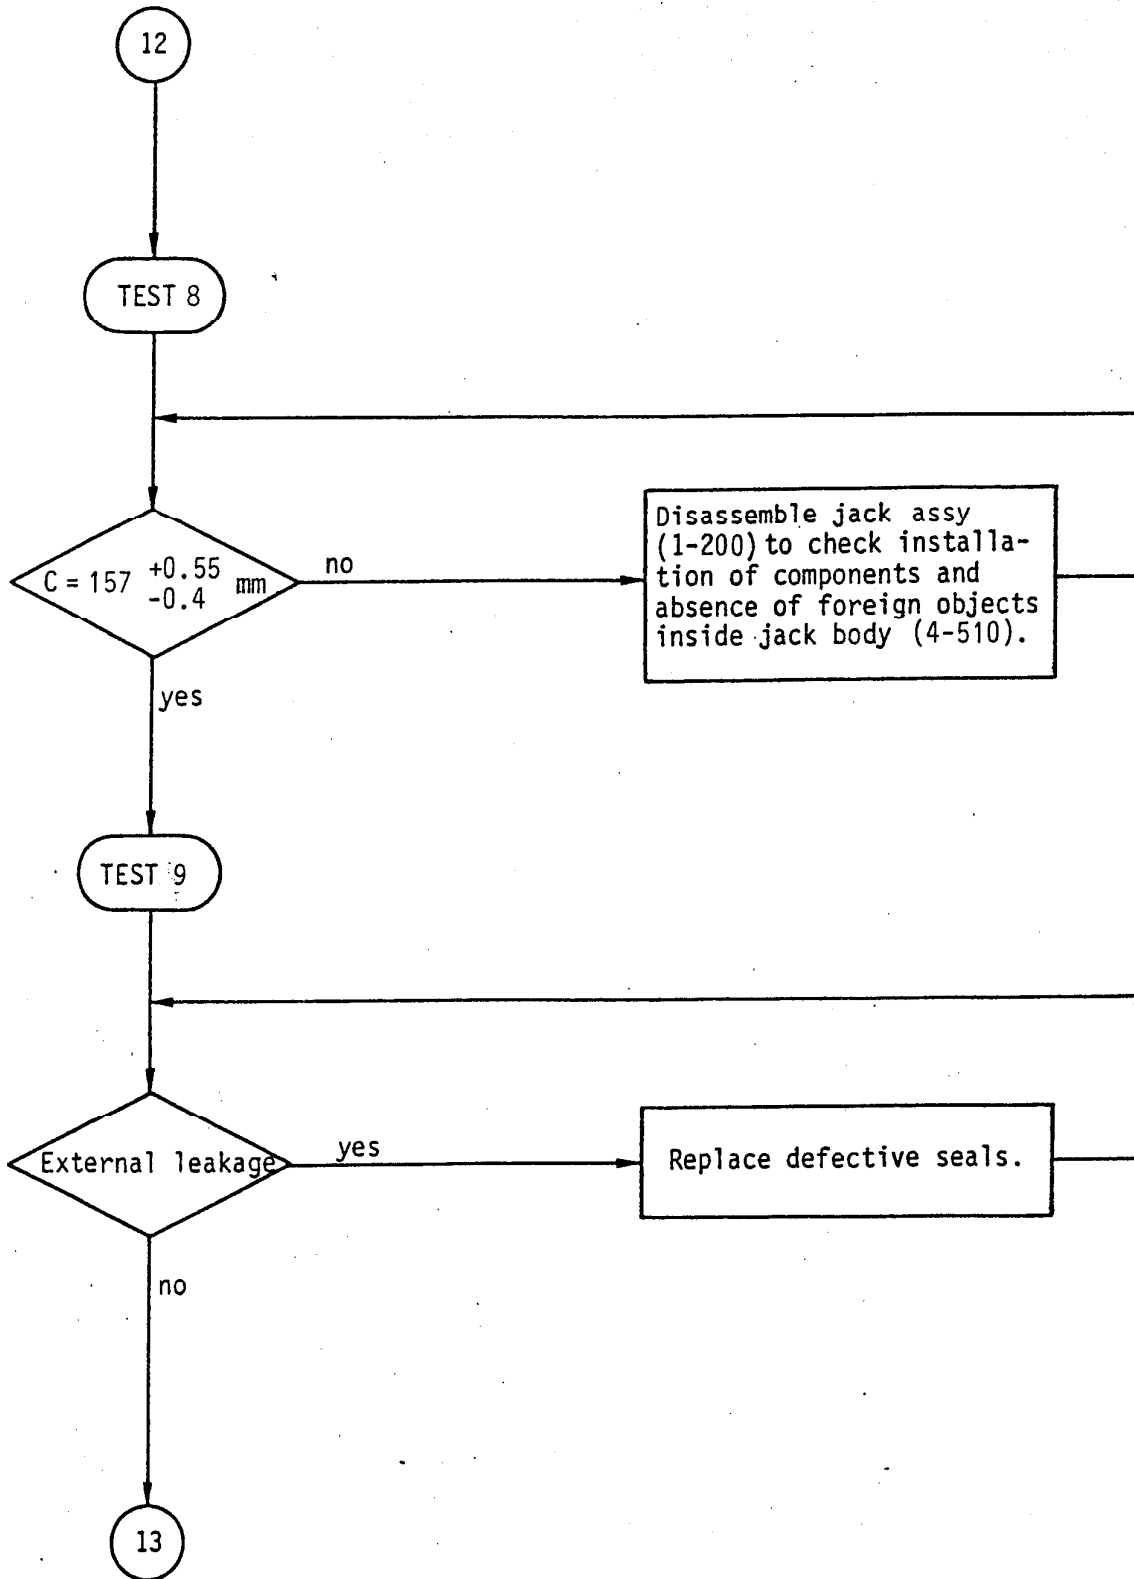 12
TEST 8
C = 157 +0.55 -0.4 mm
no
Disassemble jack assy
(1-200) to check installa-
tion of components and
absence of foreign objects
inside jack body (4-510).
yes
TEST 9
External leakage
yes
Replace defective seals.
no
13